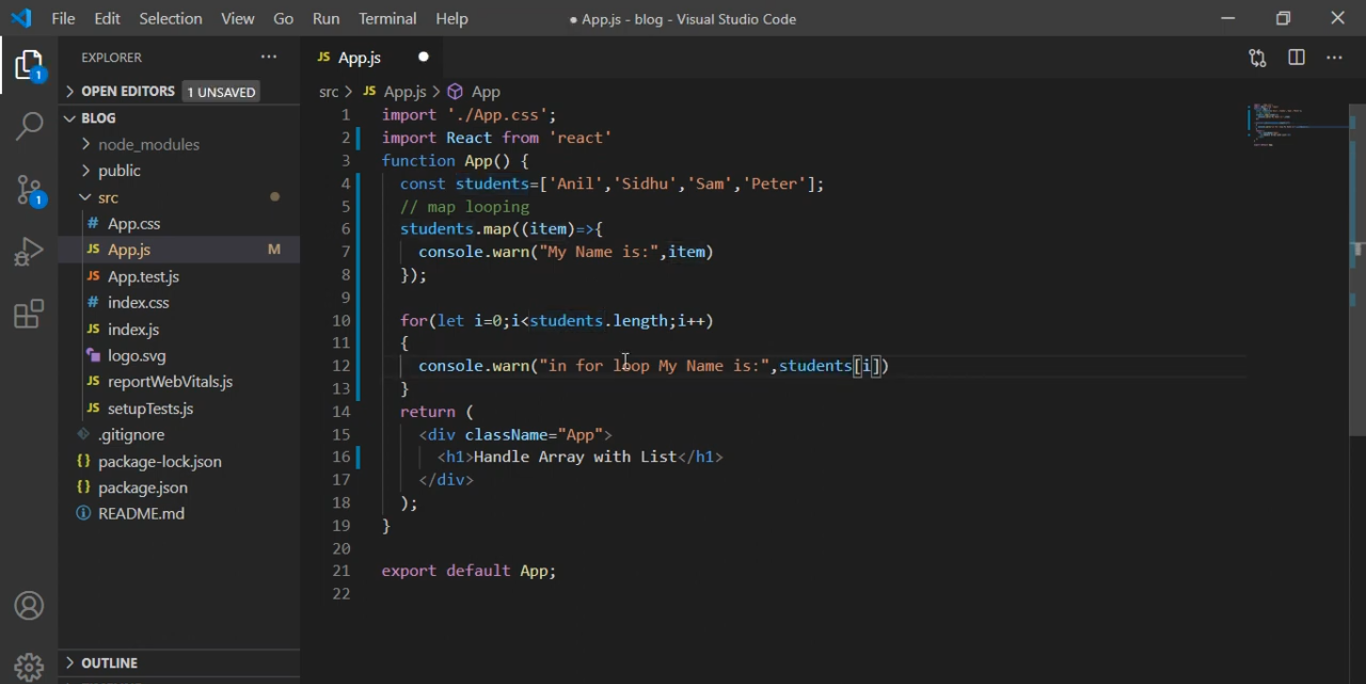 File Edit Selection View Go Run Terminal Help
● App.js - blog - Visual Studio Code
EXPLORER
JS App.js
OPEN EDITORS 1 UNSAVED
BLOG
node_modules
public
src
# App.css
JS App.js M
JS App.test.js
# index.css
JS index.js
logo.svg
JS reportWebVitals.js
JS setupTests.js
.gitignore
{} package-lock.json
{} package.json
README.md
OUTLINE
1
1
src > JS App.js > App
1 import './App.css';
2 import React from 'react'
3 function App() {
4 const students=['Anil','Sidhu','Sam','Peter'];
5 // map looping
6 students.map((item)=>{
7 console.warn("My Name is:",item)
8 });
9
10 for(let i=0;i<students.length;i++)
11 {
12 console.warn("in for loop My Name is:",students[i])
13 }
14 return (
15 <div className="App">
16 <h1>Handle Array with List</h1>
17 </div>
18 );
19 }
20
21 export default App;
22